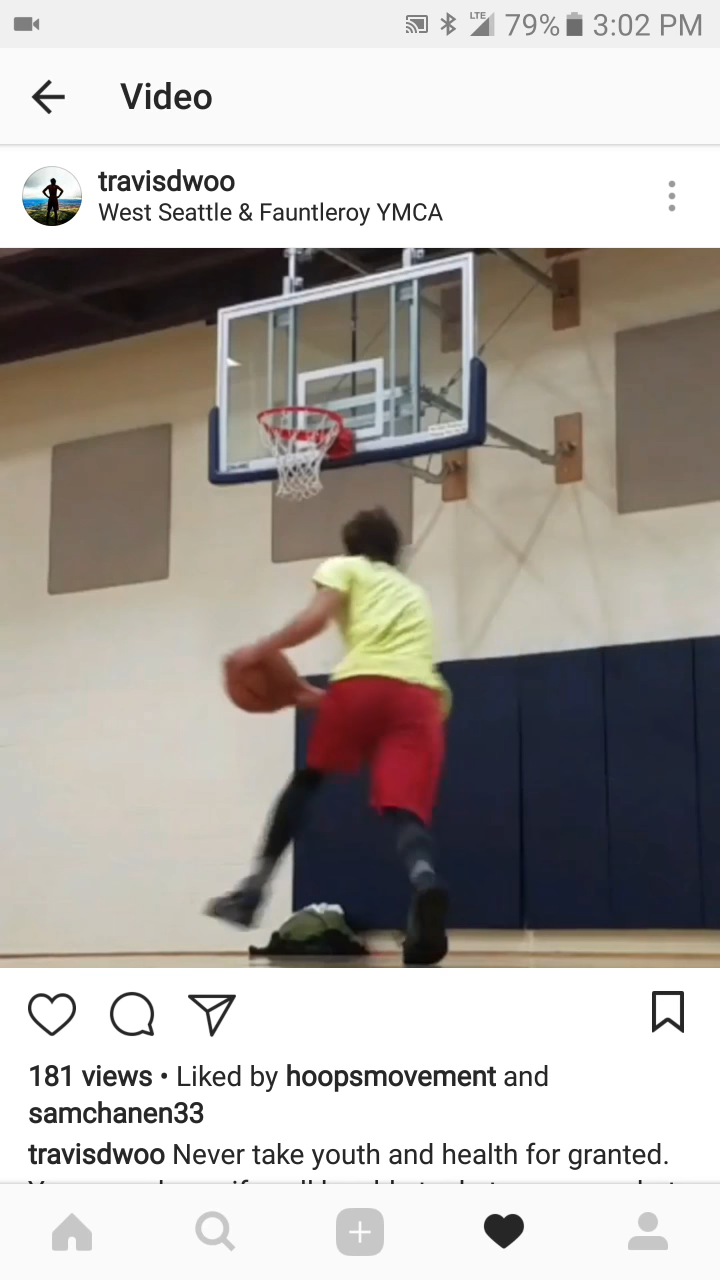 LTE 79% 3:02 PM
Video
travisdwoo
West Seattle & Fauntleroy YMCA
181 views • Liked by hoopsmovement and
samchanen33
travisdwoo Never take youth and health for granted.